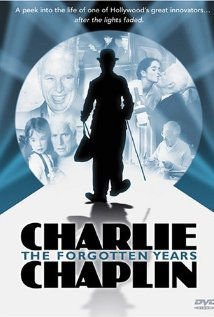 A peek into the life of one of Hollywood's great innovators...
after the lights faded.
CHARLIE
THE FORGOTTEN YEARS
CHAPLIN
DVD